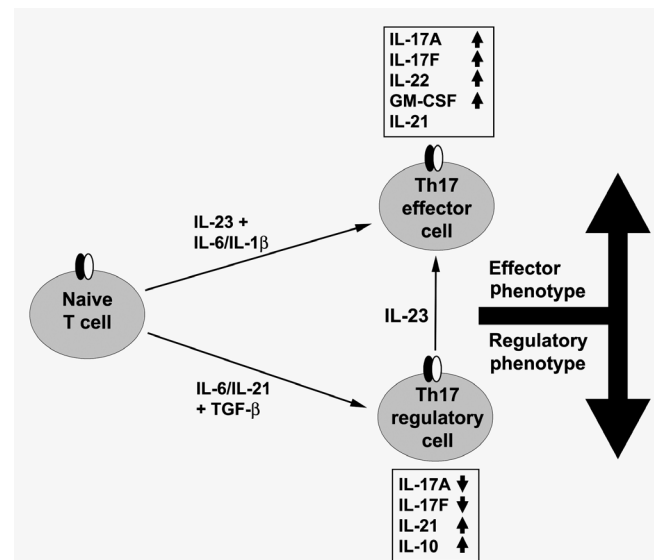 IL-17A
IL-17F
IL-22
GM-CSF
IL-21
Th17
effector
cell
IL-23 +
IL-6/IL-1β
Naive
T cell
Effector
phenotype
IL-23
Regulatory
phenotype
IL-6/IL-21
+ TGF-β
Th17
regulatory
cell
IL-17A
IL-17F
IL-21
IL-10